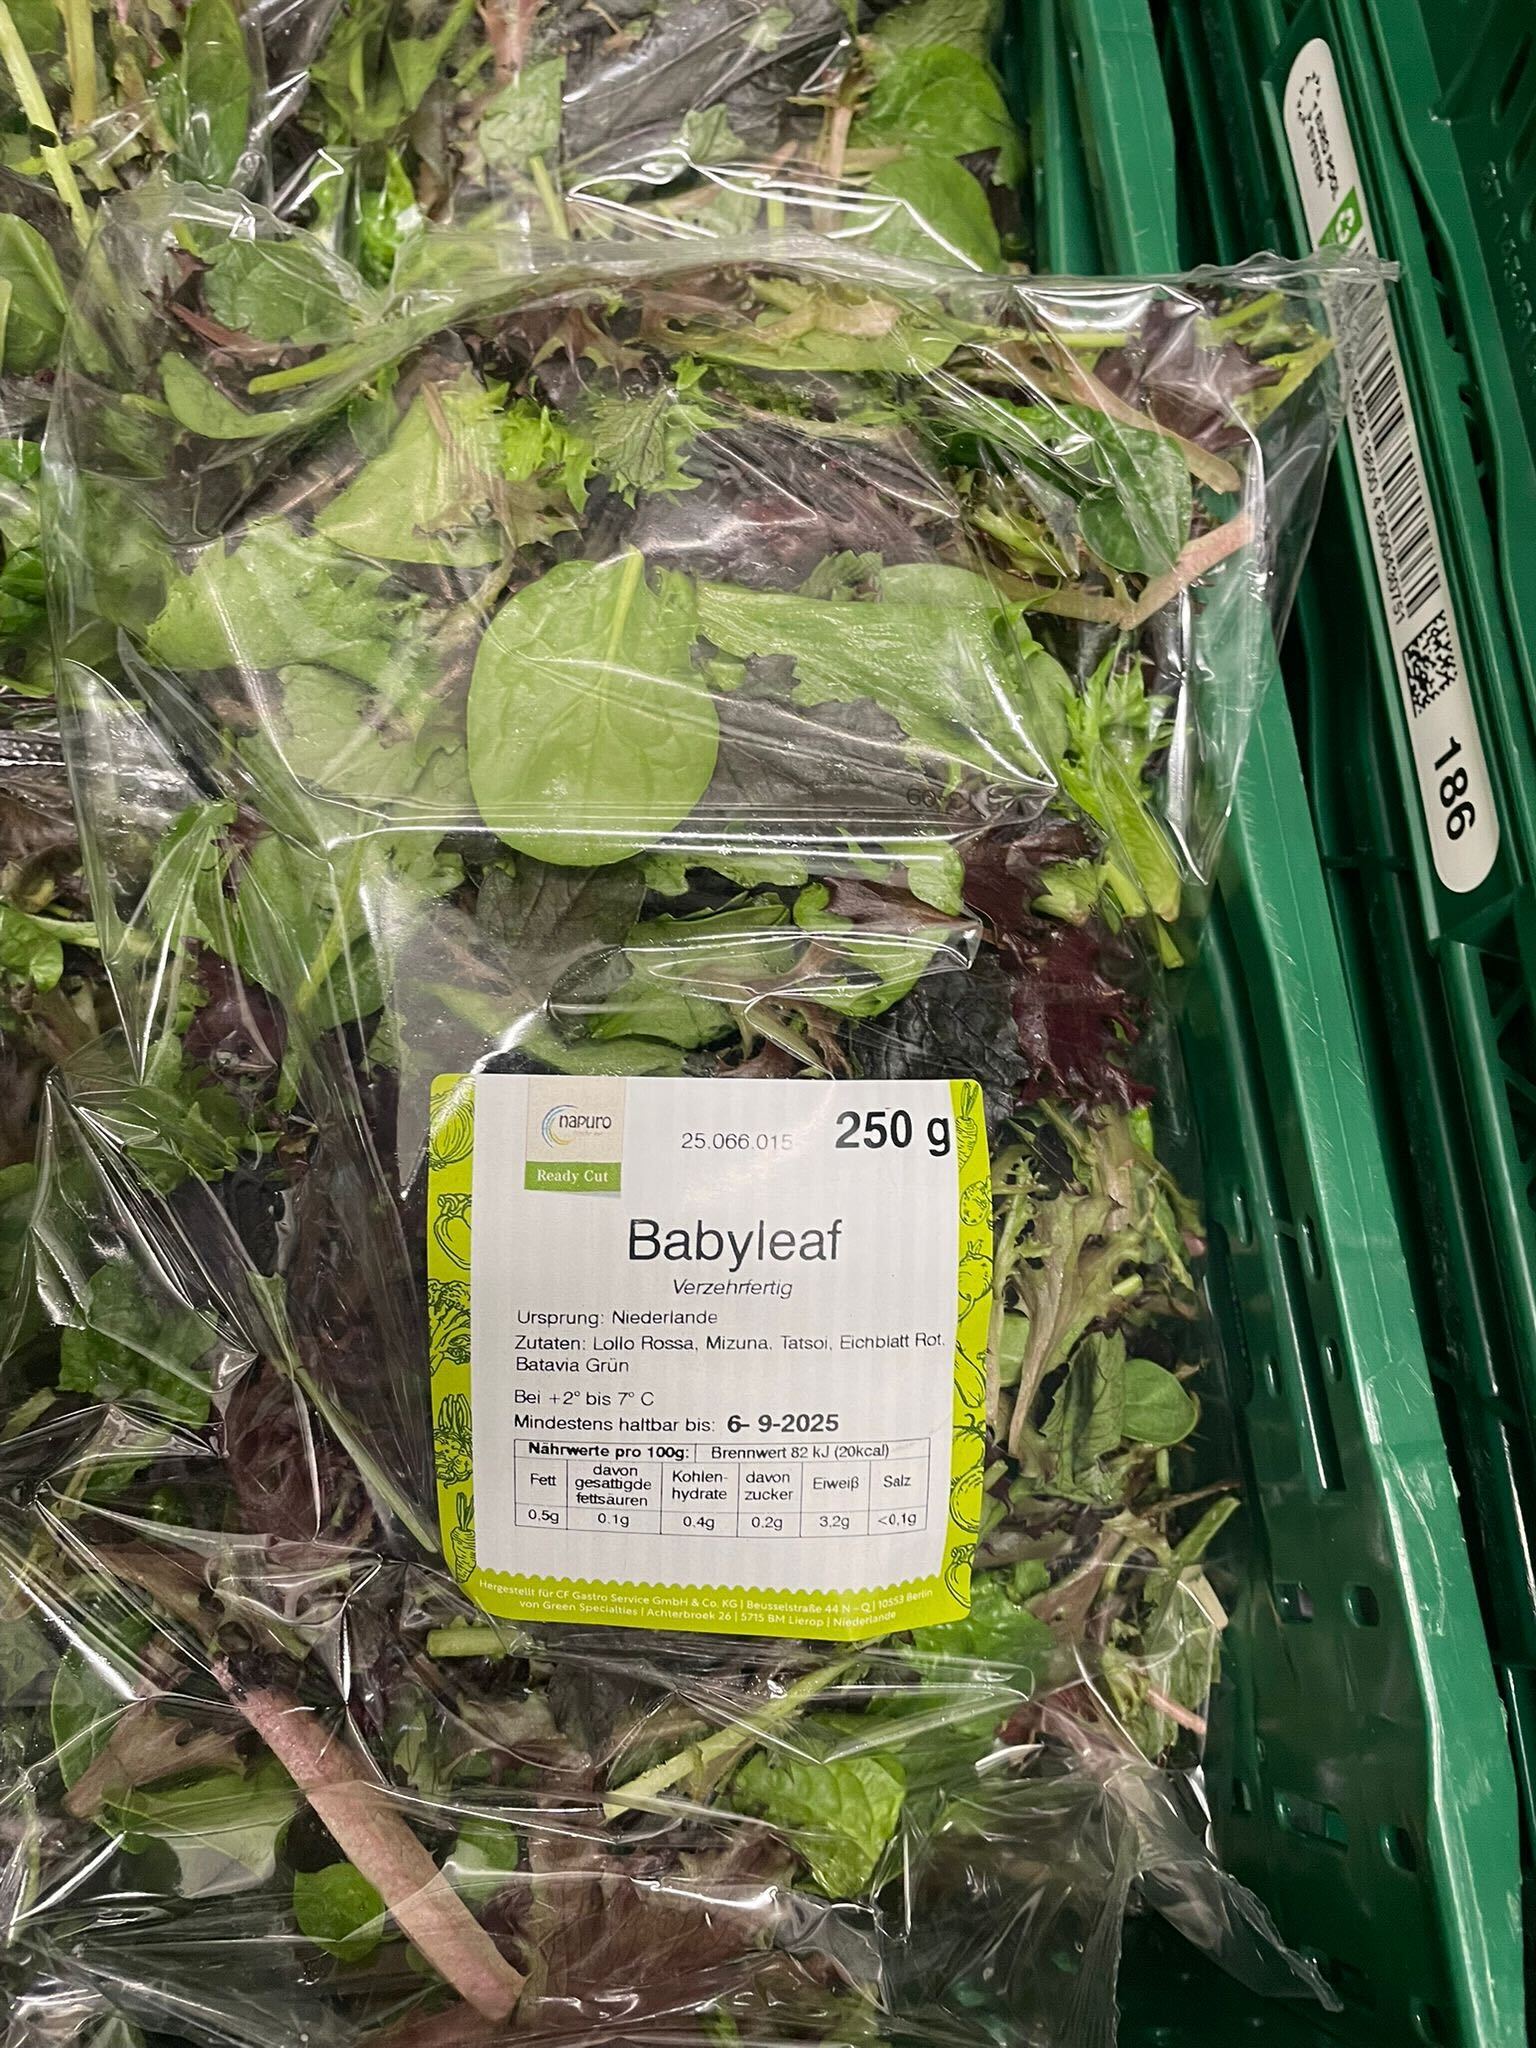 napuro
Ready Cut
25.066.015
250 g
Babyleaf
Verzehrfertig
Ursprung: Niederlande
Zutaten: Lollo Rossa, Mizuna, Tatsoi, Eichblatt Rot.
Batavia Grün
Bei +2° bis 7° C
Mindestens haltbar bis: 6- 9-2025
Nährwerte pro 100g: Brennwert 82 kJ (20kcal)
Fett
davon
gesättigde
fettsäuren
Kohlen-
hydrate
davon
zucker
Eiweiß
Salz
0,5g 0.1g 0,4g 0.2g 3,2g <0,1g
Hergestellt für CF Gastro Service GmbH & Co. KG | Beusselstraße 44 N – Q | 10553 Berlin
von Green Specialties | Achterbroek 26 | 5715 BM Lierop | Niederlande
186